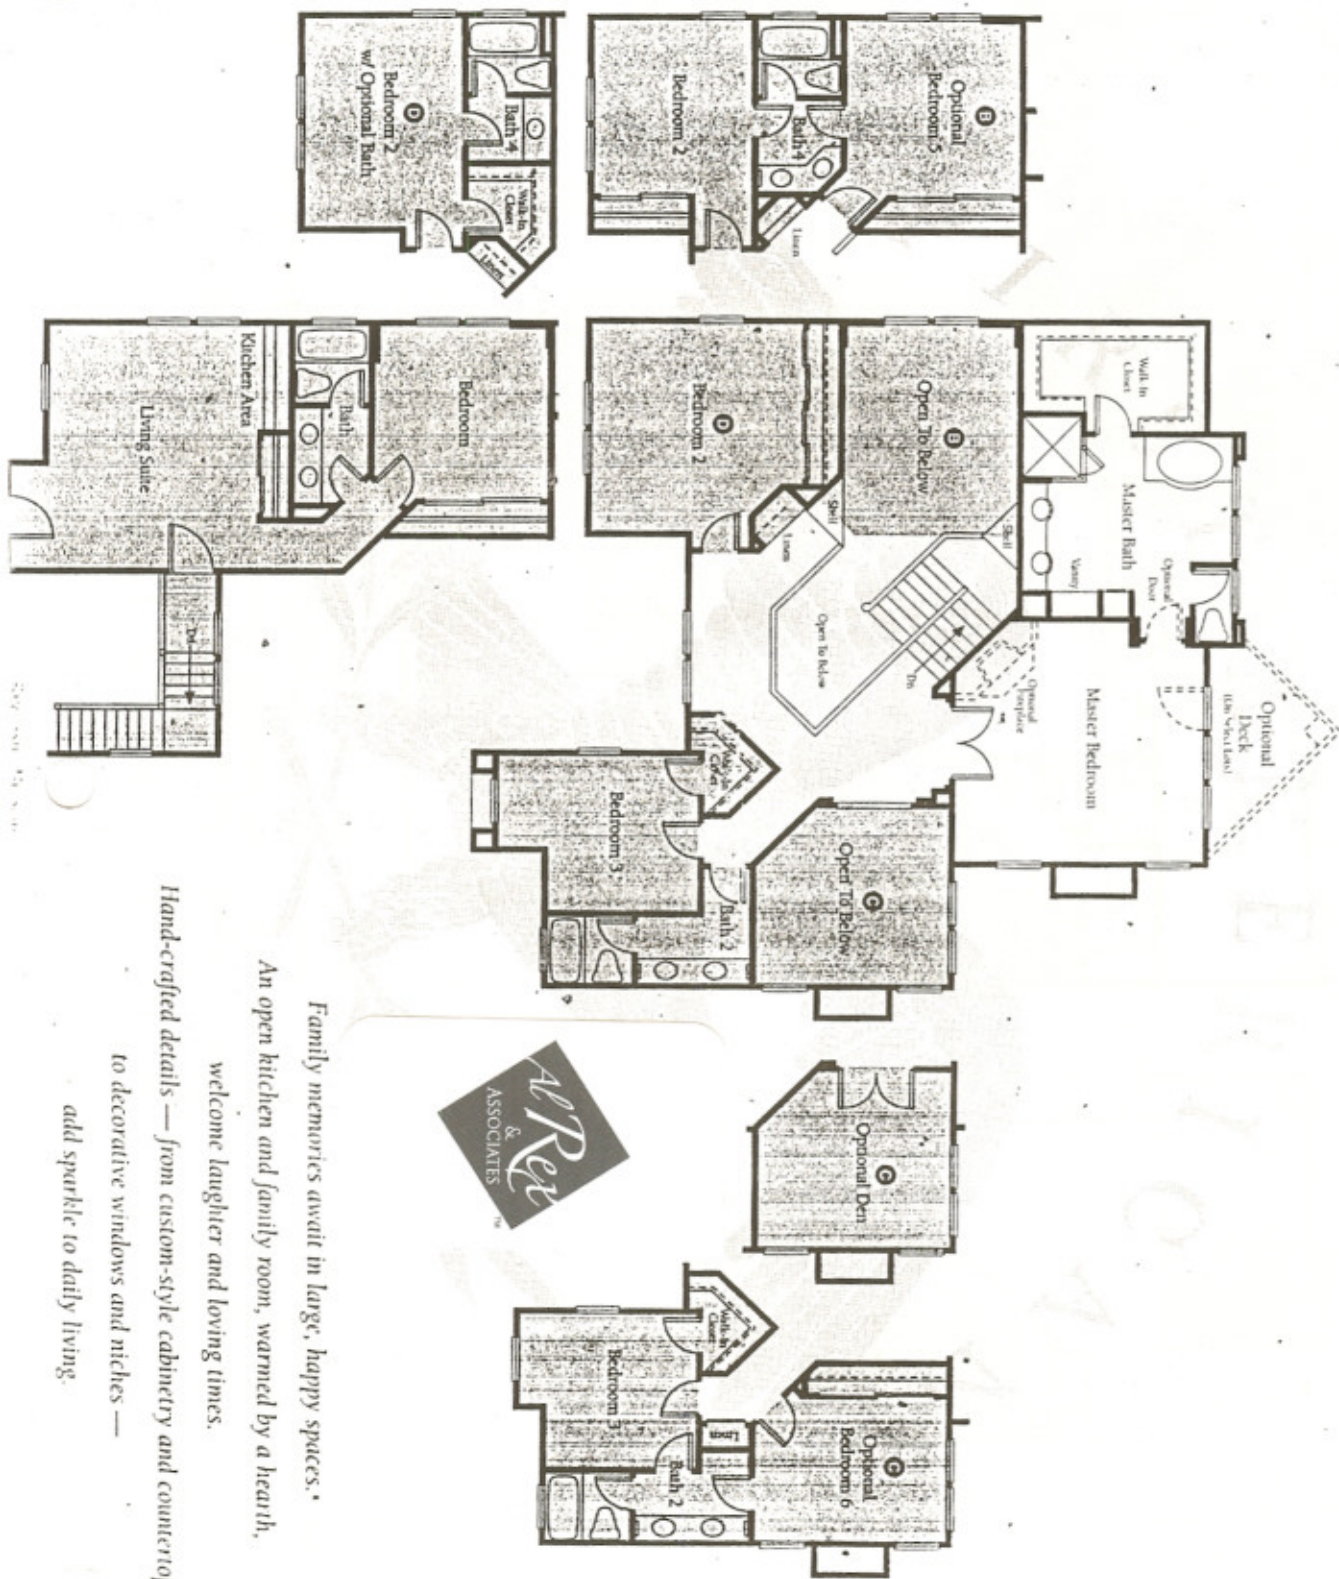 Optional
Deck
Walk-In
Closet
Master Bath
Optional
Door
Vanity
Master Bedroom
Optional
Fireplace
Shelf
Dn
B
Optional
Bedroom 5
Bath 4
Linen
Bedroom 2
B
Open To Below
Shelf
Linen
Open To Below
D
Bedroom 2
C
Open To Below
Walk-In
Closet
Bedroom 3
Bath 2
C
Optional Den
C
Optional
Bedroom 6
Linen
Walk-In
Closet
Bedroom 3
Bath 2
D
Bedroom 2
w/ Optional Bath
Bath 4
Walk-In
Closet
Linen
Bedroom
Bath
Kitchen Area
Living Suite
Dn
Al Rex
&
ASSOCIATES
™
Family memories await in large, happy spaces.*
An open kitchen and family room, warmed by a hearth,
welcome laughter and loving times.
Hand-crafted details — from custom-style cabinetry and counterto
to decorative windows and niches —
add sparkle to daily living.